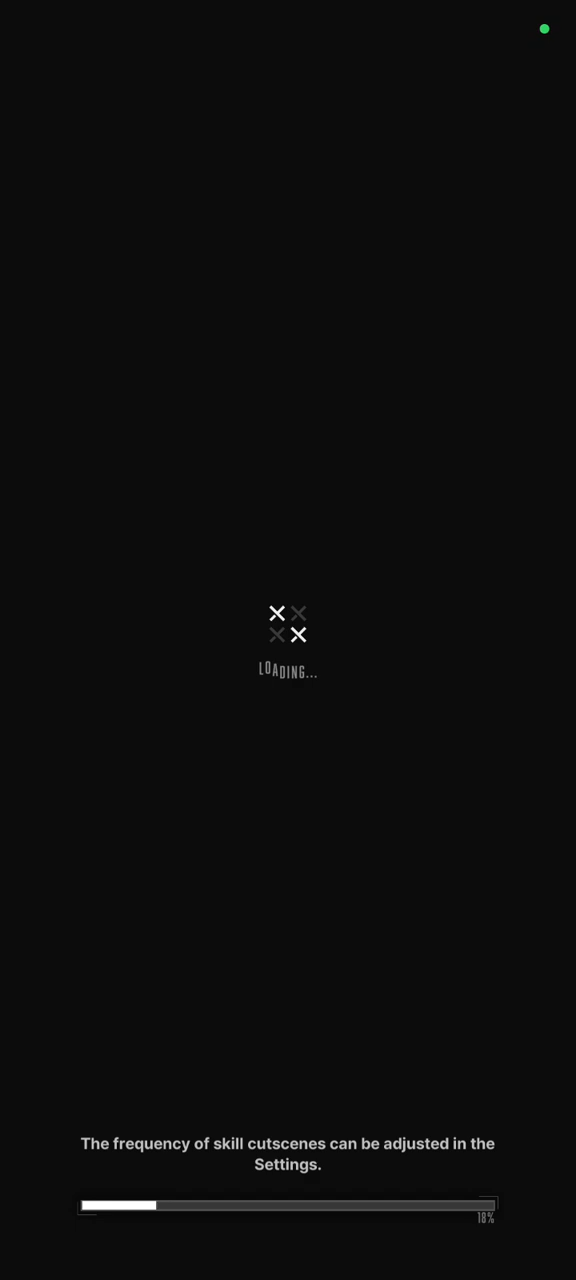 LOADING...
The frequency of skill cutscenes can be adjusted in the
Settings.
18%